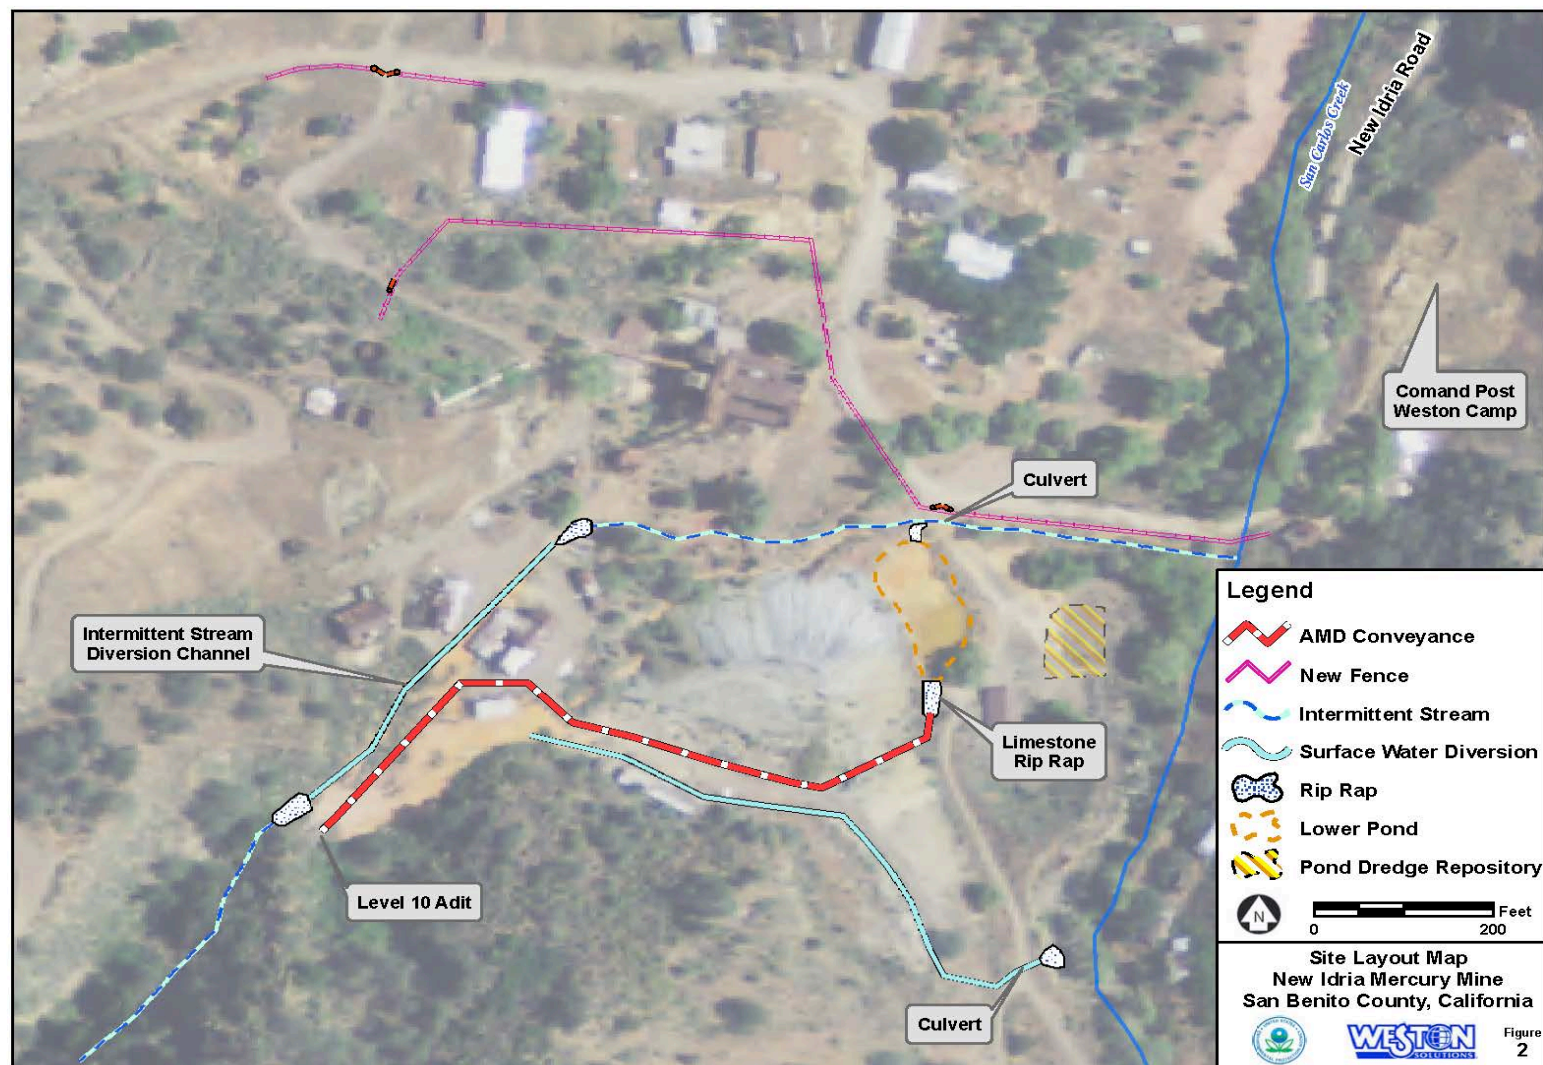 San Carlos Creek
New Idria Road
Comand Post
Weston Camp
Culvert
Intermittent Stream
Diversion Channel
Limestone
Rip Rap
Level 10 Adit
Culvert
Legend
AMD Conveyance
New Fence
Intermittent Stream
Surface Water Diversion
Rip Rap
Lower Pond
Pond Dredge Repository
N
Feet
0
200
Site Layout Map
New Idria Mercury Mine
San Benito County, California
WESTON
SOLUTIONS
Figure
2